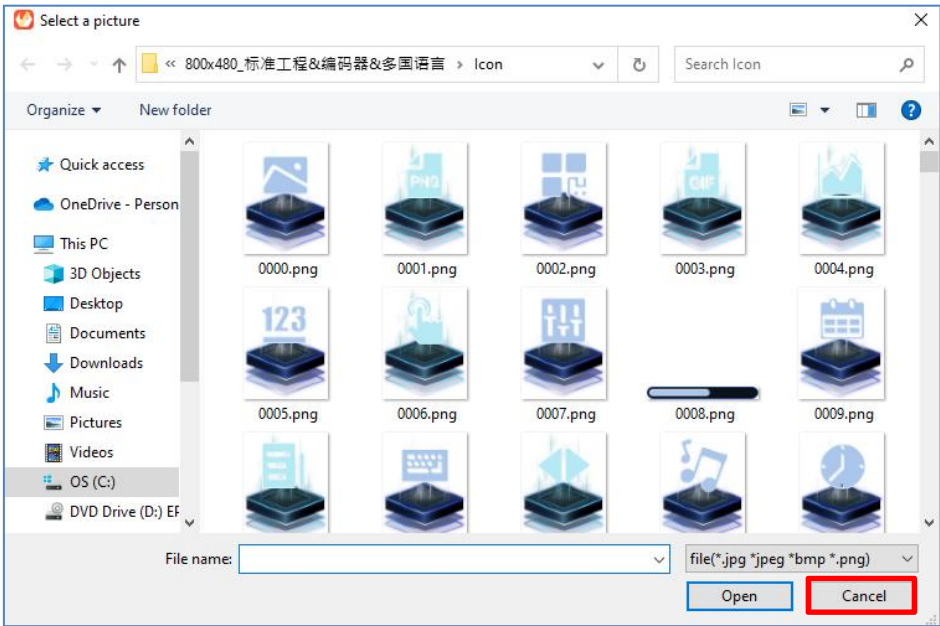 Select a picture
« 800x480_标准工程&编码器&多国语言 › Icon
Search Icon
Organize
New folder
Quick access
OneDrive - Person
This PC
3D Objects
Desktop
Documents
Downloads
Music
Pictures
Videos
OS (C:)
DVD Drive (D:) EF
PNG
GIF
0000.png 0001.png 0002.png 0003.png 0004.png
123
0005.png 0006.png 0007.png 0008.png 0009.png
File name:
file(*.jpg *jpeg *bmp *.png)
Open
Cancel